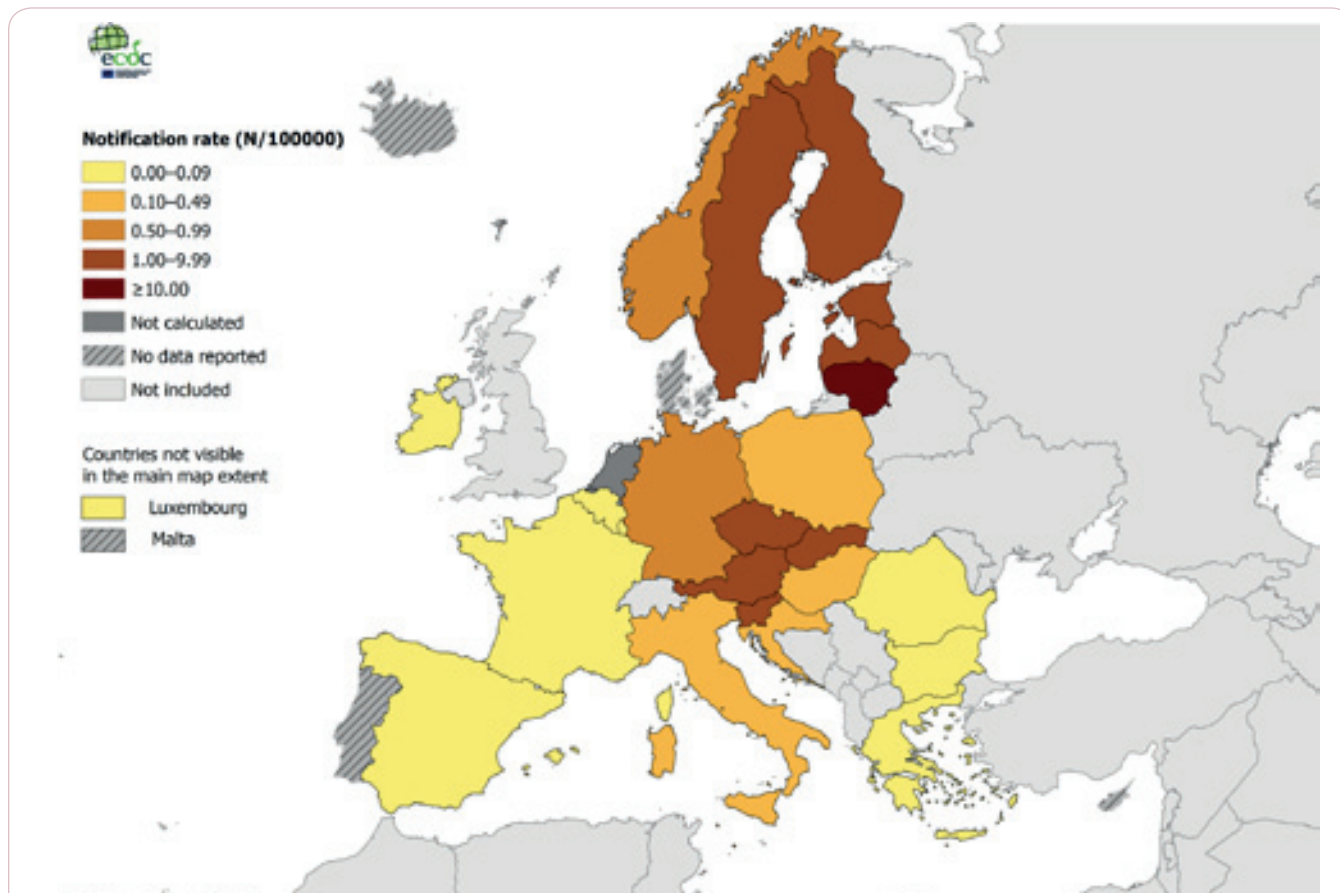 ecdc
Notification rate (N/100000)
0.00–0.09
0.10–0.49
0.50–0.99
1.00–9.99
≥10.00
Not calculated
No data reported
Not included
Countries not visible
in the main map extent
Luxembourg
Malta